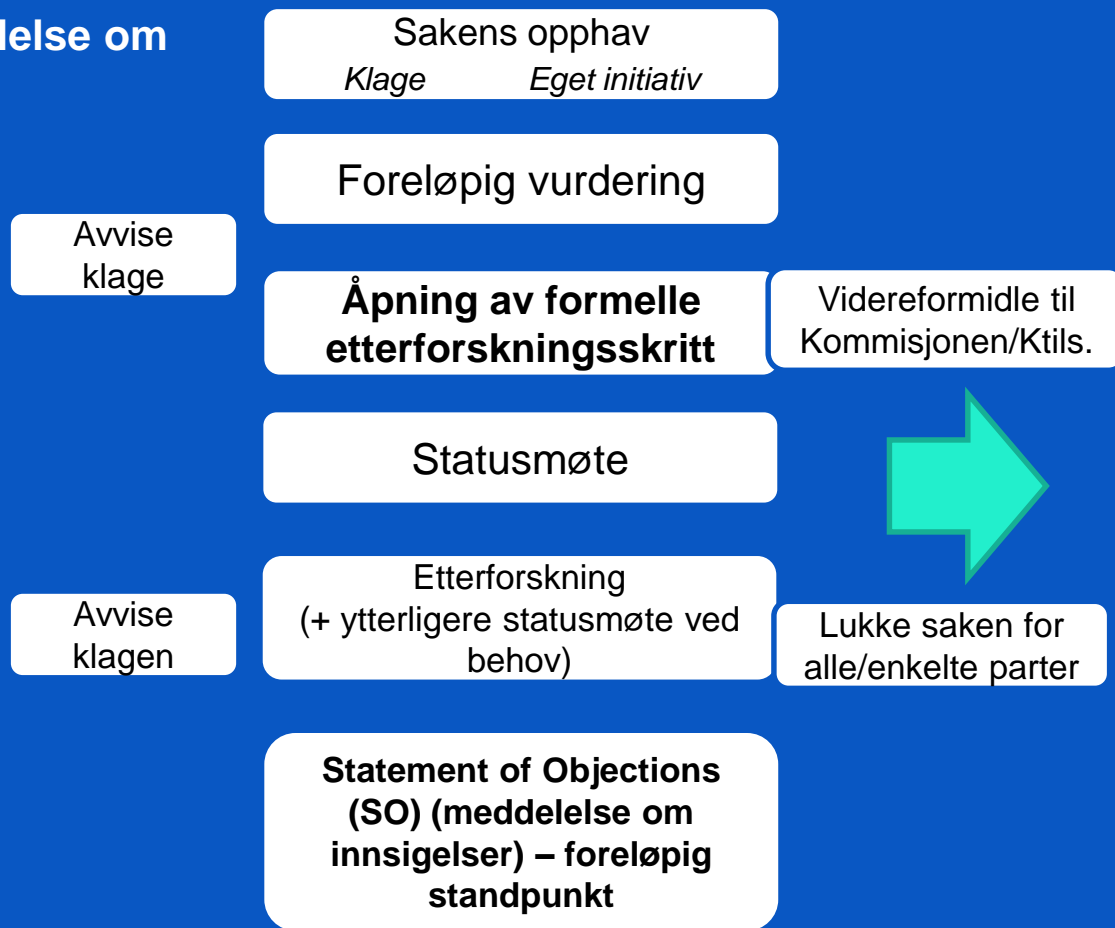 Sakens opphav
Klage Eget initiativ
Foreløpig vurdering
Avvise
klage
Åpning av formelle
etterforskningsskritt
Videreformidle til
Kommisjonen/Ktils.
Statusmøte
Etterforskning
(+ ytterligere statusmøte ved
behov)
Avvise
klagen
Lukke saken for
alle/enkelte parter
Statement of Objections
(SO) (meddelelse om
innsigelser) – foreløpig
standpunkt